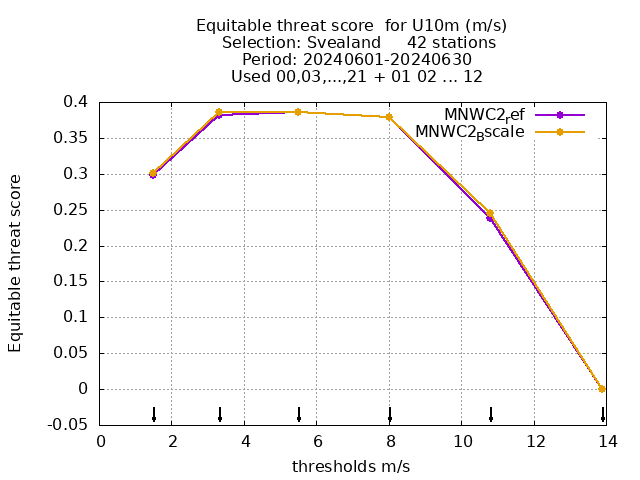 Equitable threat score  for U10m (m/s)
Selection: Svealand     42 stations
Period: 20240601-20240630
Used 00,03,...,21 + 01 02 ... 12
MNWC2_ref
MNWC2_Bscale
0.4
0.35
0.3
0.25
0.2
0.15
0.1
0.05
0
-0.05
0 2 4 6 8 10 12 14
Equitable threat score
thresholds m/s